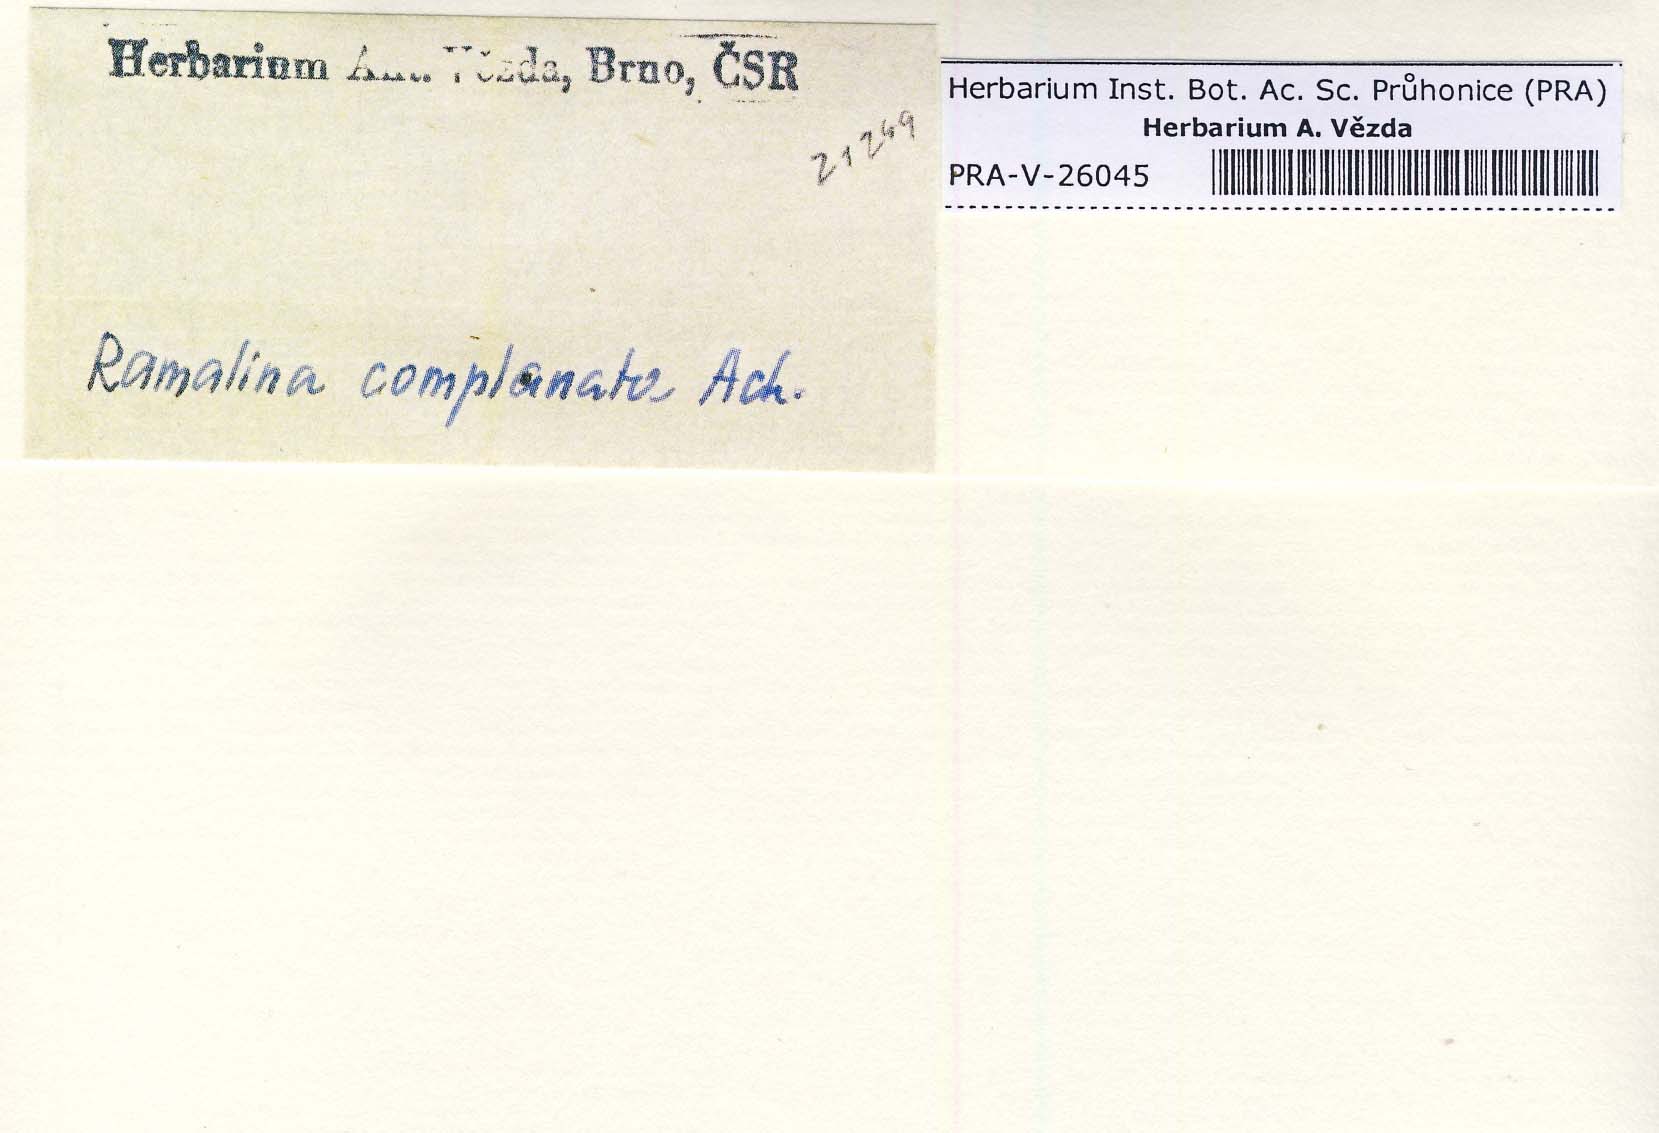 Herbarium Ant. Vězda, Brno, ČSR
21249
Ramalina complanata Ach.
Herbarium Inst. Bot. Ac. Sc. Průhonice (PRA)
Herbarium A. Vězda
PRA-V-26045